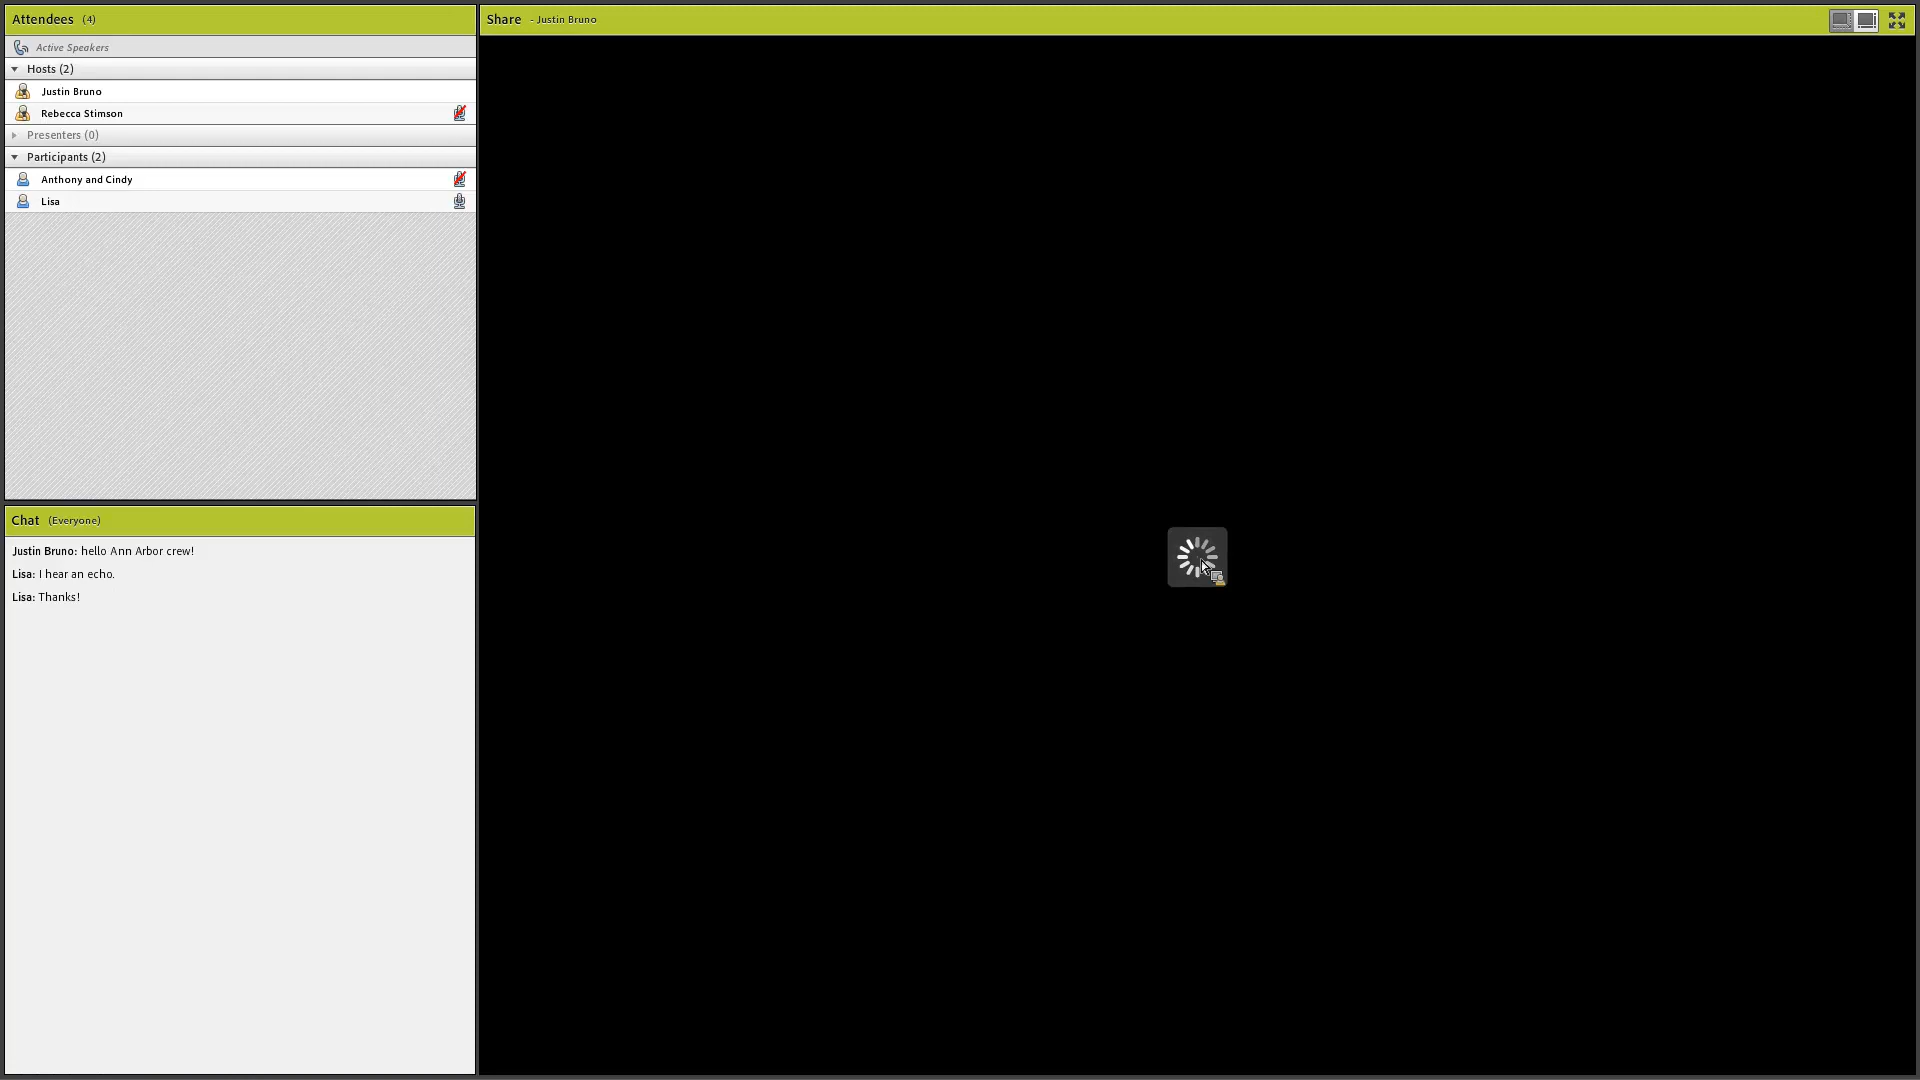 Attendees (4)
Active Speakers
Hosts (2)
Justin Bruno
Rebecca Stimson
Presenters (0)
Participants (2)
Anthony and Cindy
Lisa
Chat (Everyone)
Justin Bruno: hello Ann Arbor crew!
Lisa: I hear an echo.
Lisa: Thanks!
Share - Justin Bruno